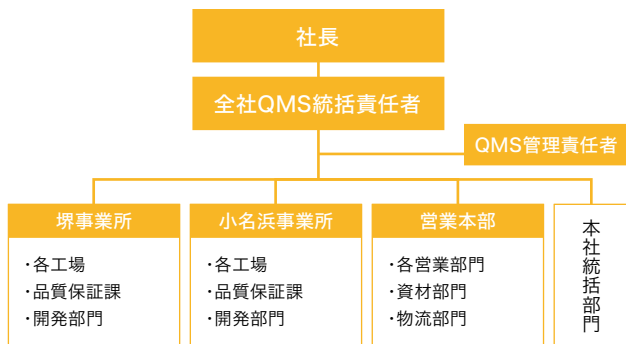 社長
全社QMS統括責任者
QMS管理責任者
堺事業所
・各工場
・品質保証課
・開発部門
小名浜事業所
・各工場
・品質保証課
・開発部門
営業本部
・各営業部門
・資材部門
・物流部門
本社統括部門